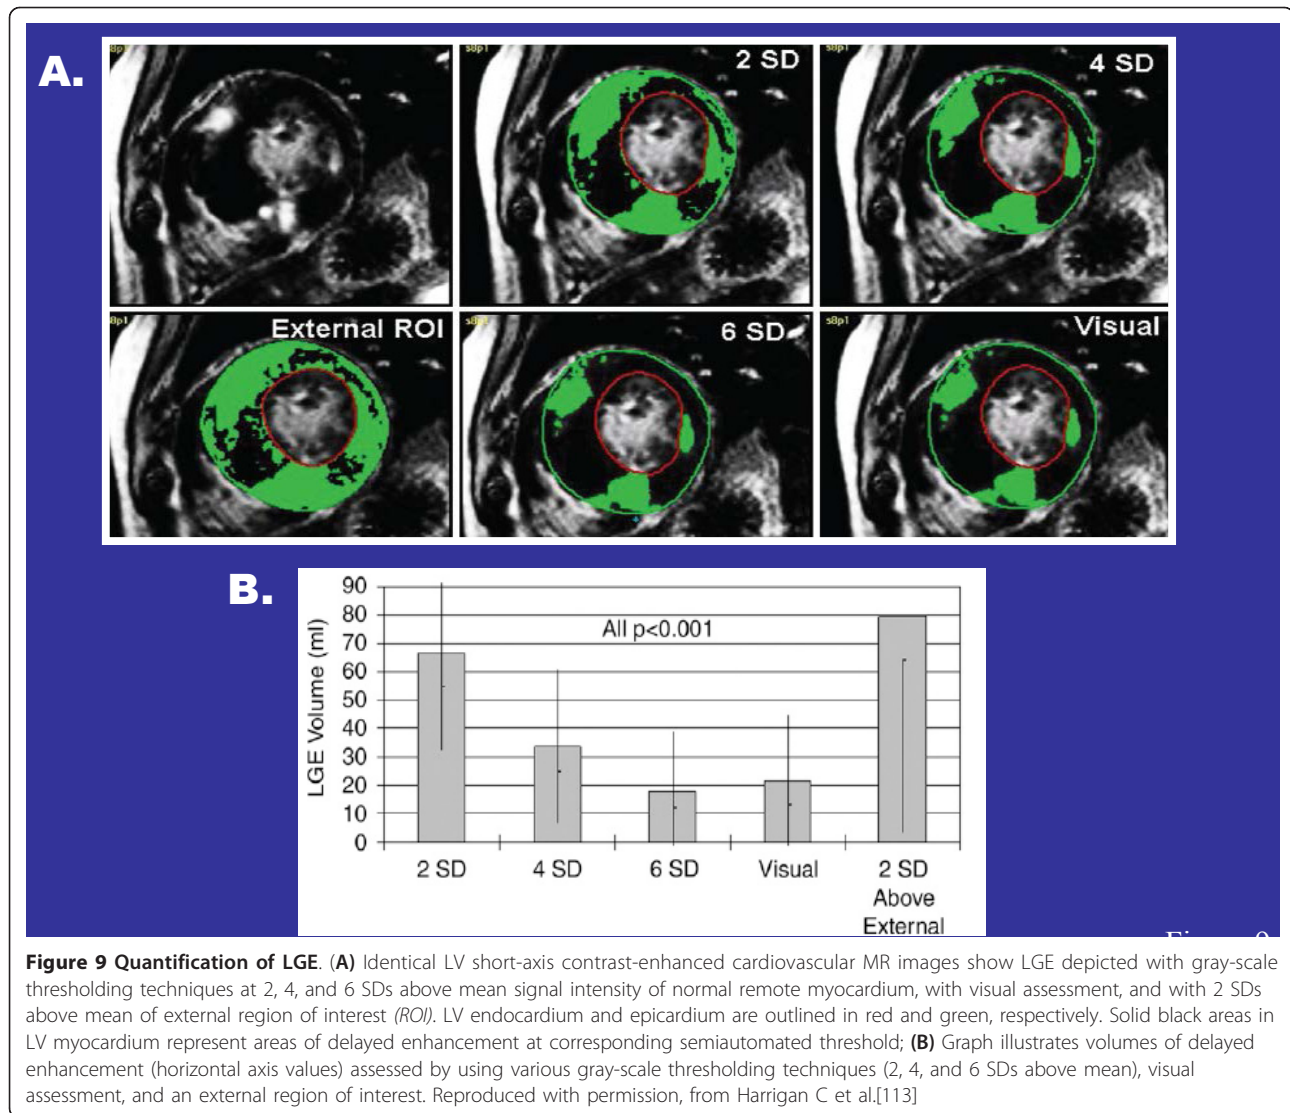 A.
s8p1
2 SD
4 SD
External ROI
s8p1
6 SD
s8p1
Visual
B.
LGE Volume (ml)
90
80
70
60
50
40
30
20
10
0
All p<0.001
2 SD
4 SD
6 SD
Visual
2 SD
Above
External
Figure 9 Quantification of LGE. (A) Identical LV short-axis contrast-enhanced cardiovascular MR images show LGE depicted with gray-scale
thresholding techniques at 2, 4, and 6 SDs above mean signal intensity of normal remote myocardium, with visual assessment, and with 2 SDs
above mean of external region of interest (ROI). LV endocardium and epicardium are outlined in red and green, respectively. Solid black areas in
LV myocardium represent areas of delayed enhancement at corresponding semiautomated threshold; (B) Graph illustrates volumes of delayed
enhancement (horizontal axis values) assessed by using various gray-scale thresholding techniques (2, 4, and 6 SDs above mean), visual
assessment, and an external region of interest. Reproduced with permission, from Harrigan C et al.[113]